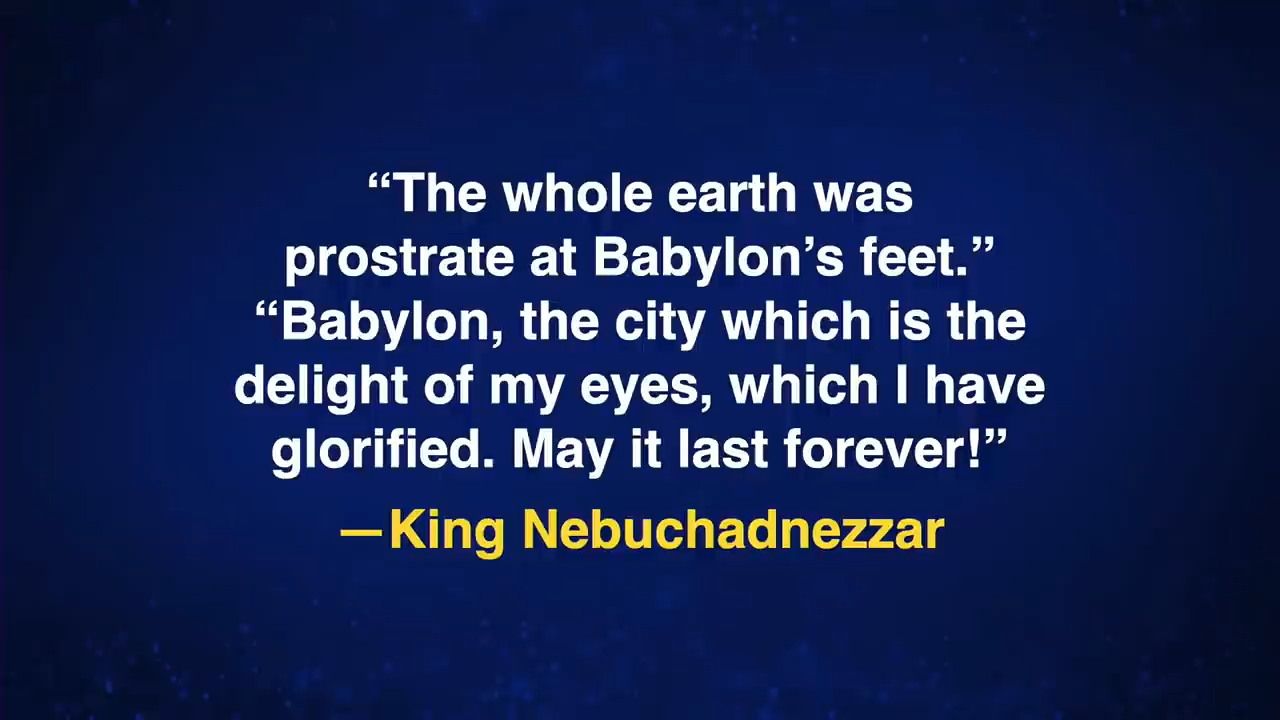 “The whole earth was
prostrate at Babylon’s feet.”
“Babylon, the city which is the
delight of my eyes, which I have
glorified. May it last forever!”
—King Nebuchadnezzar